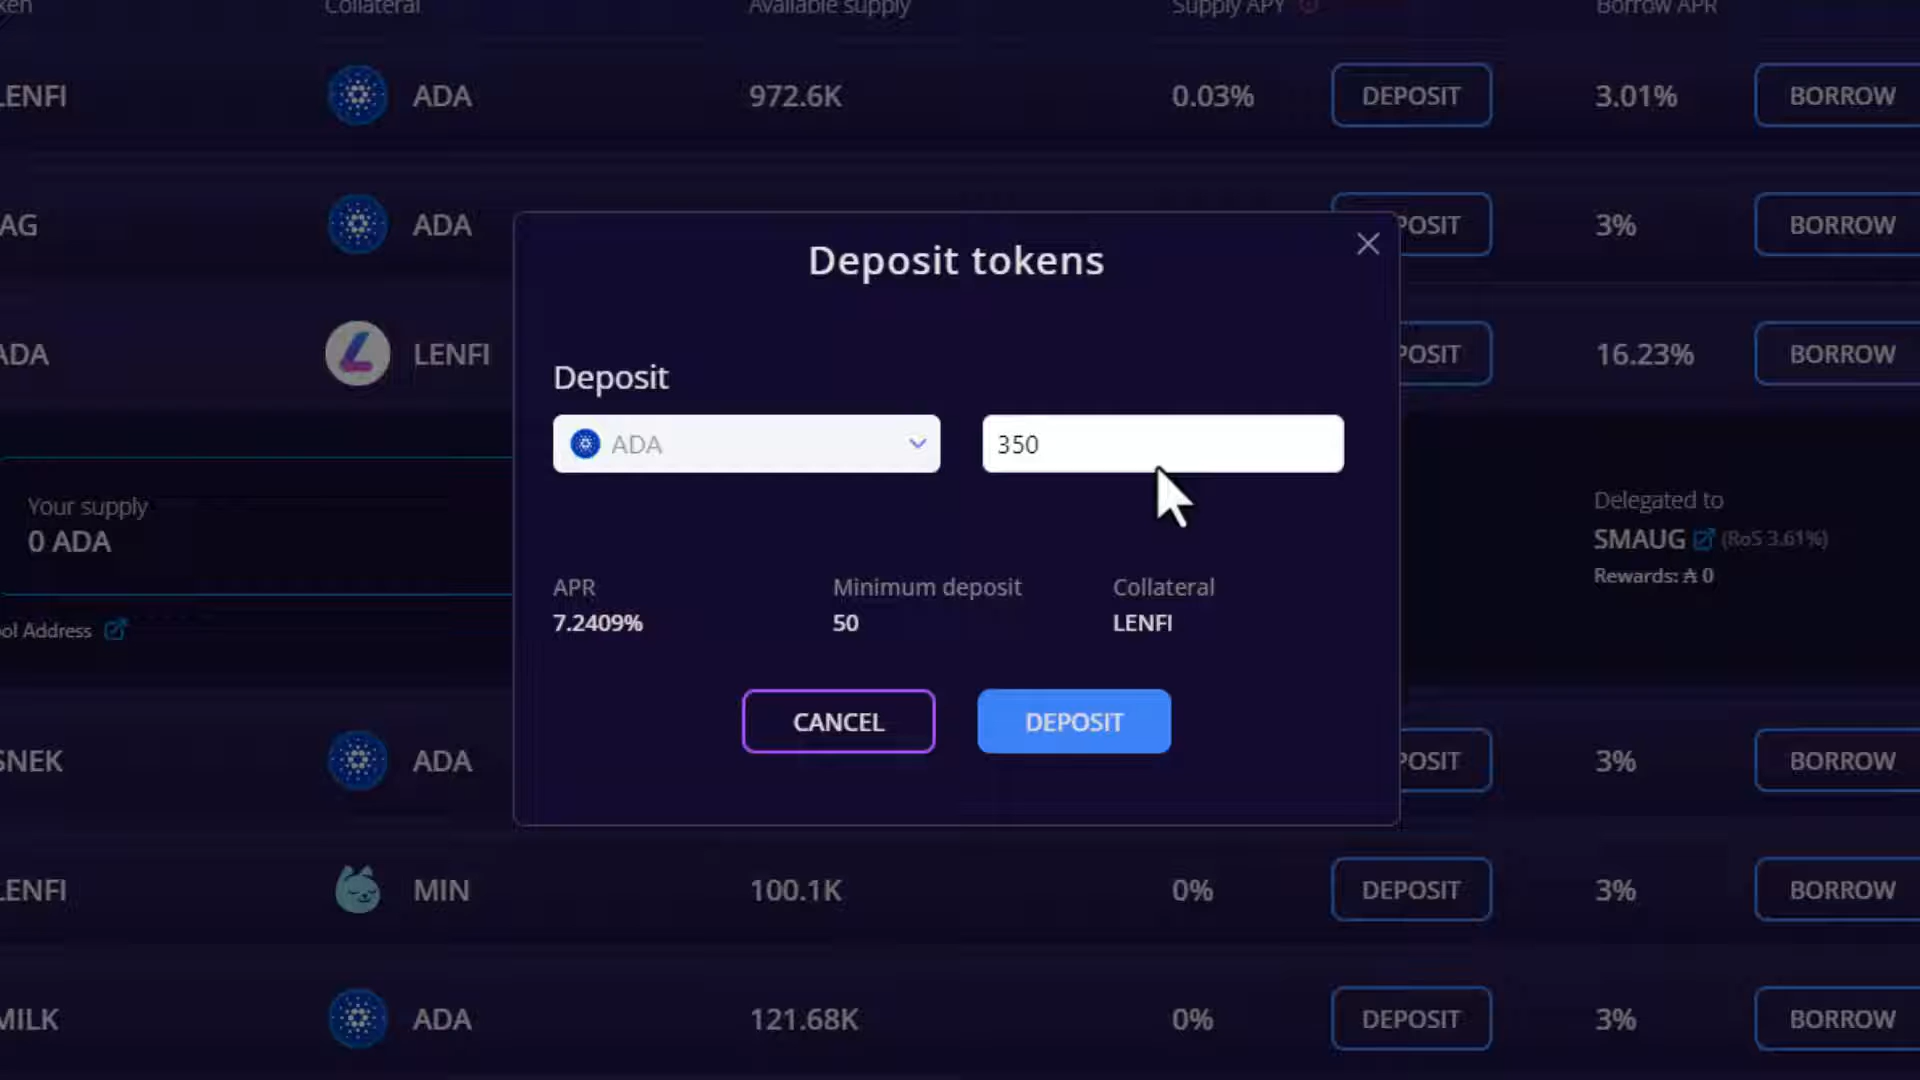 Collateral Available supply Supply APY Borrow APR
LENFI ADA 972.6K 0.03% DEPOSIT 3.01% BORROW
AG ADA POSIT 3% BORROW
ADA LENFI POSIT 16.23% BORROW
Deposit tokens
Deposit
ADA 350
APR Minimum deposit Collateral
7.2409% 50 LENFI
CANCEL DEPOSIT
Your supply
0 ADA
ol Address
Delegated to
SMAUG (RoS 3.61%)
Rewards: ₳ 0
SNEK ADA POSIT 3% BORROW
LENFI MIN 100.1K 0% DEPOSIT 3% BORROW
MILK ADA 121.68K 0% DEPOSIT 3% BORROW